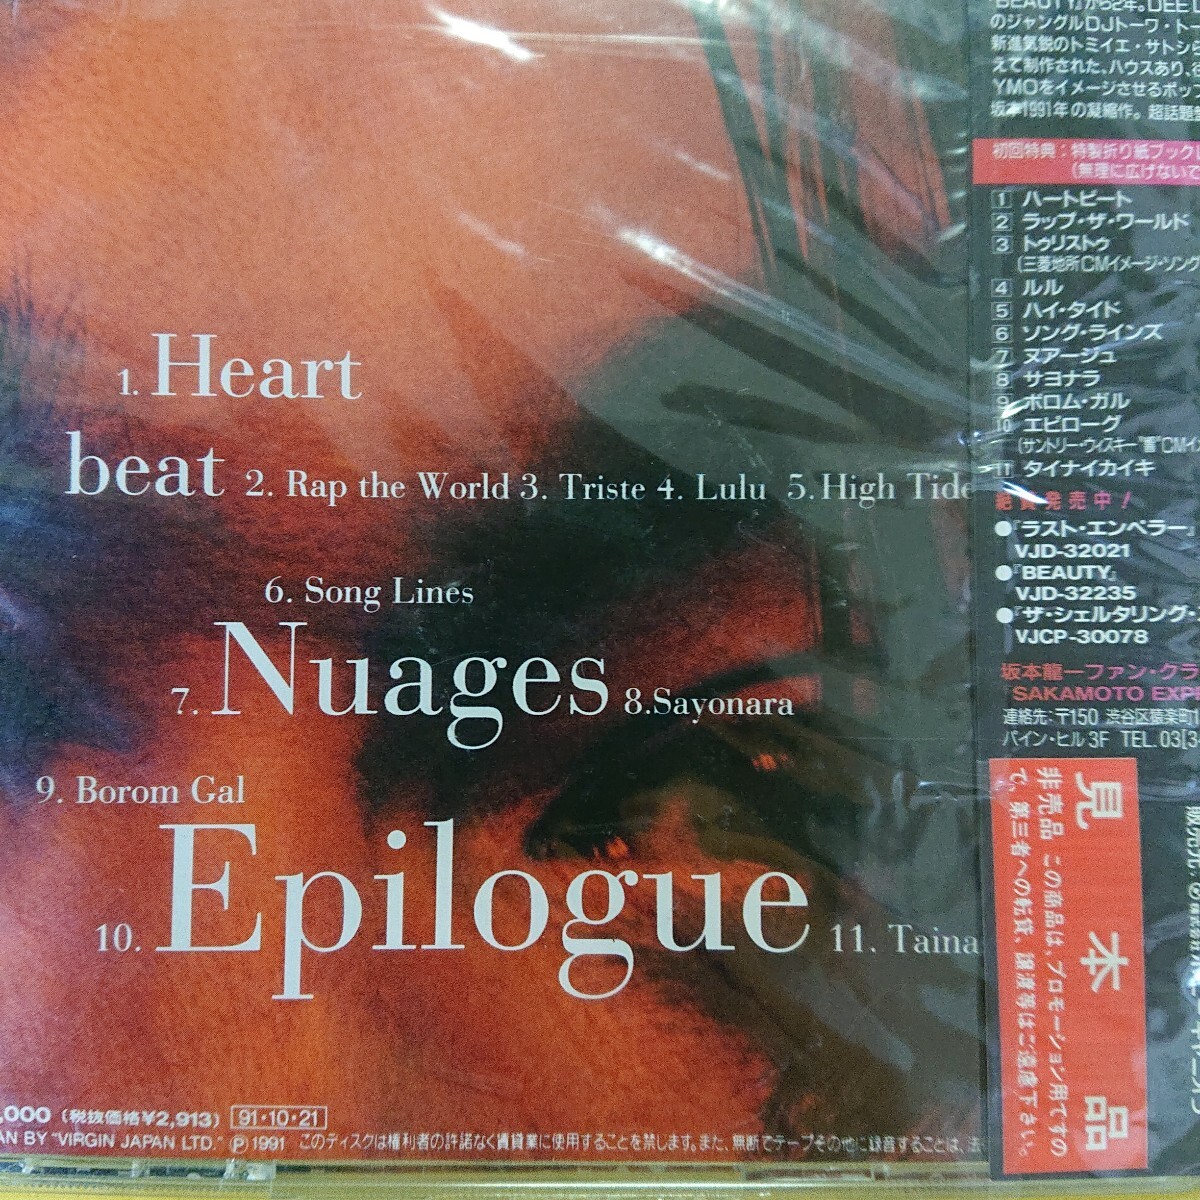 1. Heart
beat 2. Rap the World 3. Triste 4. Lulu 5. High Tide
6. Song Lines
7. Nuages 8.Sayonara
9. Borom Gal
10. Epilogue 11. Taina
,000 (税抜価格¥2,913) 91・10・21
AN BY "VIRGIN JAPAN LTD." Ⓟ1991 このディスクは権利者の許諾なく賃貸業に使用することを禁じます。また、無断でテープその他に録音することは、法
BEAUTY』から2年。DEE L
のジャングルDJトーワ・ト
新進気鋭のトミイエ・サトシら
えて制作された。ハウスあり、
YMOをイメージさせるポップ
坂本1991年の凝縮作。超話題
初回特典：特製折り紙ブック
(無理に広げないで
1 ハートビート
2 ラップ・ザ・ワールド
3 トゥリストゥ
(三菱地所CMイメージ・ソング
4 ルル
5 ハイ・タイド
6 ソング・ラインズ
7 ヌアージュ
8 サヨナラ
9 ボロム・ガル
10 エピローグ
(サントリー・ウィスキー"響"CMイ
11 タイナイカイキ
絶賛発売中！
●『ラスト・エンペラー』
VJD-32021
●『BEAUTY』
VJD-32235
●『ザ・シェルタリング・
VJCP-30078
坂本龍一ファン・クラ
「SAKAMOTO EXP
連絡先：〒150 渋谷区猿楽町
パイン・ヒル3F TEL.03[3-
見本品
非売品 この商品は、プロモーション用ですの
で、第三者への転貸、譲渡等はご遠慮下さい。